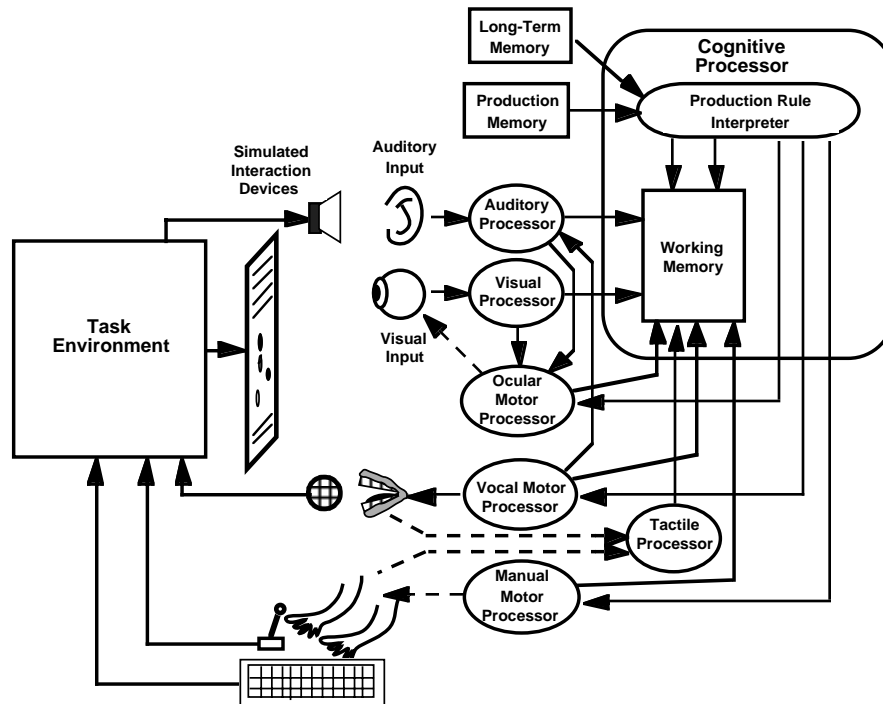 Long-Term
Memory
Cognitive
Processor
Production
Memory
Production Rule
Interpreter
Simulated
Interaction
Devices
Auditory
Input
Auditory
Processor
Working
Memory
Visual
Processor
Task
Environment
Visual
Input
Ocular
Motor
Processor
Vocal Motor
Processor
Tactile
Processor
Manual
Motor
Processor